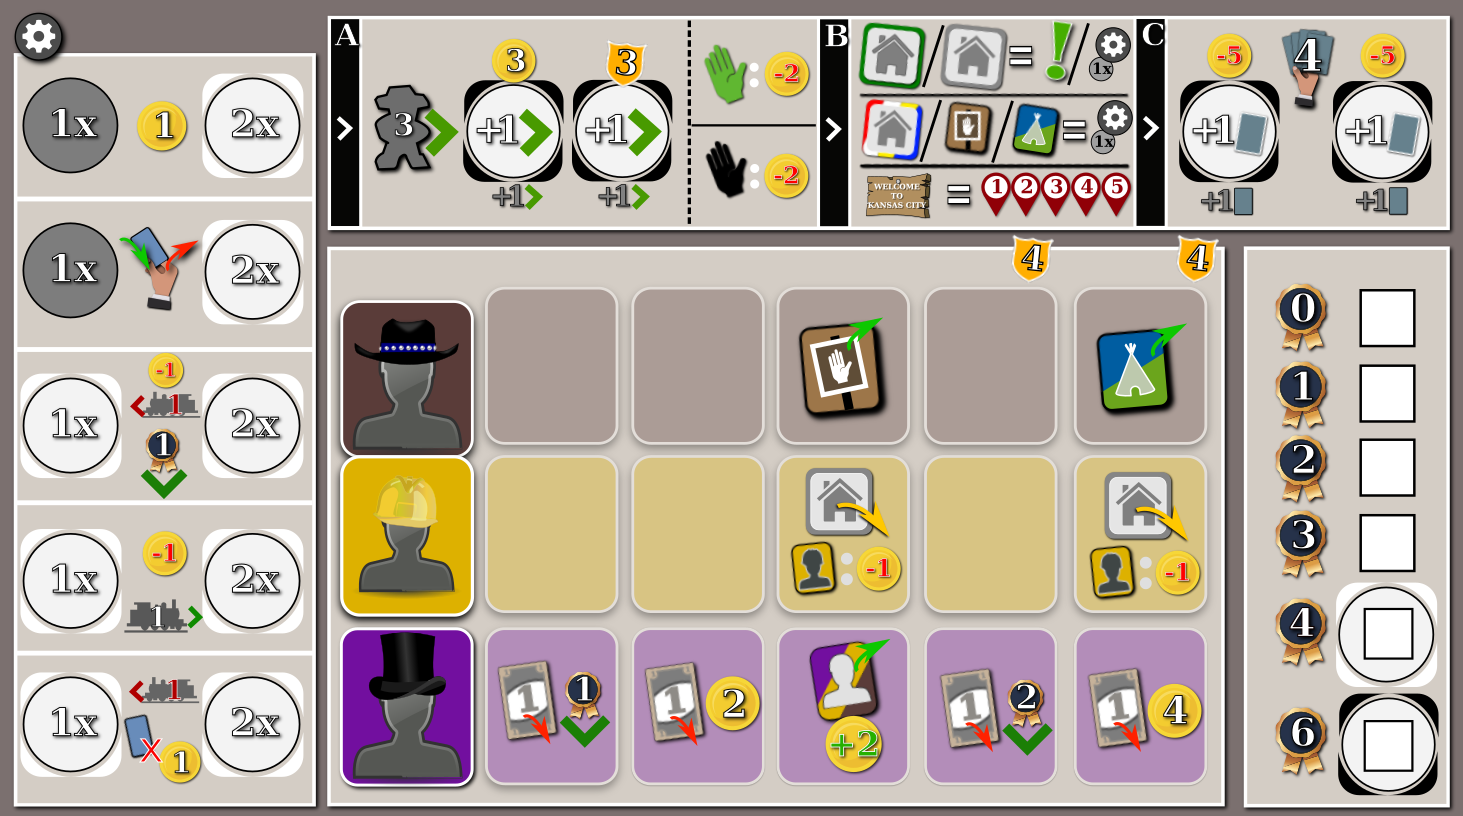 A 3 3 3 +1 +1 +1 +1 -2 -2
B 1x 1x
WELCOME
TO
KANSAS CITY
1 2 3 4 5
C -5 4 -5 +1 +1 +1 +1
1x 1 2x
1x 2x
1x -1 1 1 2x
1x -1 1 2x
1x 1 1 2x
4 4
-1 -1
1 1 1 2 +2 1 2 1 4
0
1
2
3
4
6